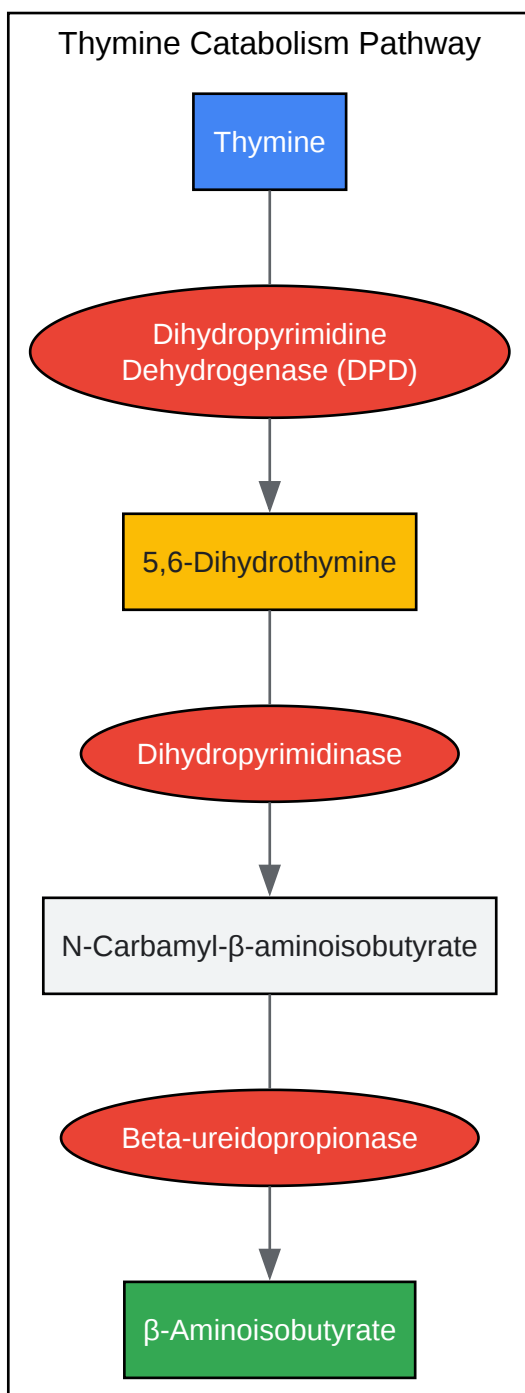 Thymine Catabolism Pathway
Thymine
Dihydropyrimidine
Dehydrogenase (DPD)
5,6-Dihydrothymine
Dihydropyrimidinase
N-Carbamyl-β-aminoisobutyrate
Beta-ureidopropionase
β-Aminoisobutyrate